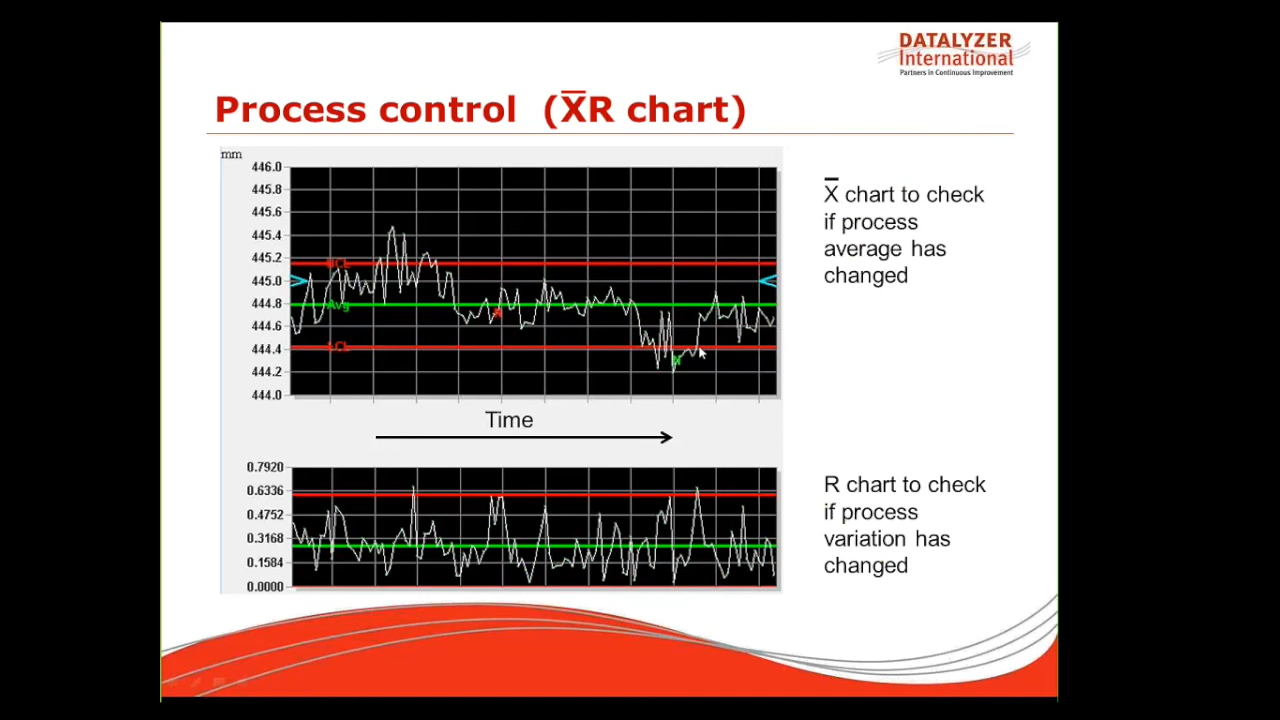 DATALYZER
International
Partners in Continuous Improvement
Process control (X̅R chart)
mm
446.0
445.8
445.6
445.4
445.2
445.0
444.8
444.6
444.4
444.2
444.0
UCL
Avg
LCL
X̅ chart to check
if process
average has
changed
Time
0.7920
0.6336
0.4752
0.3168
0.1584
0.0000
R chart to check
if process
variation has
changed